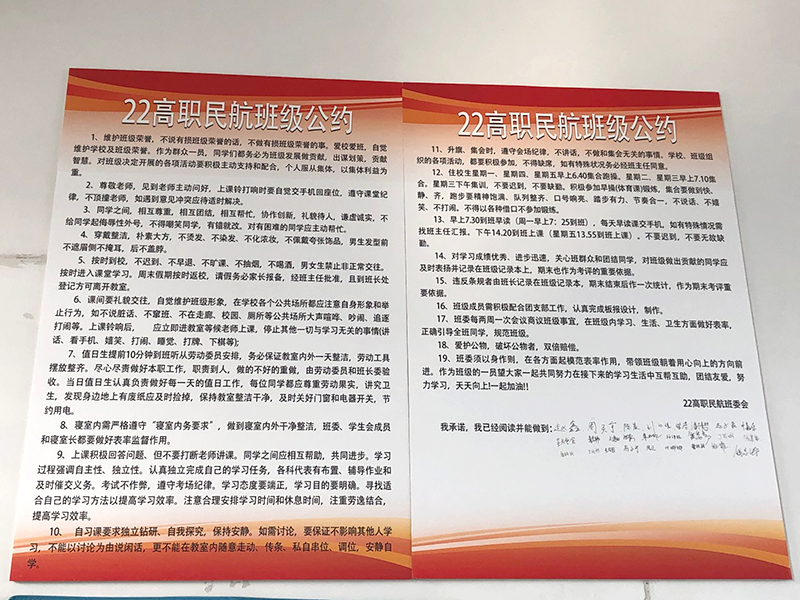 22高职民航班级公约
1、维护班级荣誉，不说有损班级荣誉的话，不做有损班级荣誉的事。爱校爱班，自觉
维护学校及班级荣誉。作为群众一员，同学们都务必为班级发展做贡献，出谋划策，贡献
智慧。对班级决定开展的各项活动要积极主动支持和配合，个人服从集体，以集体利益为
重。
2、尊敬老师，见到老师主动问好，上课铃打响时要自觉交手机回座位，遵守课堂纪
律，不顶撞老师，如遇到意见冲突应待适时解决。
3、同学之间，相互尊重，相互团结，相互帮忙，协作创新，礼貌待人，谦虚诚实，不
给同学起侮辱性外号，不得嘲笑同学，有错就改。对有困难的同学应主动帮忙。
4、穿戴整洁，朴素大方，不烫发、不染发、不化浓妆，不佩戴夸张饰品，男生发型前
不遮眉侧不掩耳，后不盖脖。
5、按时到校，不迟到、不早退、不旷课、不抽烟，不喝酒，男女生禁止非正常交往。
按时进入课堂学习。周末假期按时返校，请假务必家长报备，经班主任批准，且到班长处
登记方可离开教室。
6、课间要礼貌交往，自觉维护班级形象，在学校各个公共场所都应注意自身形象和举
止行为，如不说脏话、不窜班、不在走廊、校园、厕所等公共场所大声喧哗、吵闹、追逐
打闹等。上课铃响后， 应立即进教室等候老师上课，停止其他一切与学习无关的事情(讲
话、看手机、嬉笑、打闹、睡觉、打牌、下棋等);
7、值日生提前10分钟到班听从劳动委员安排，务必保证教室内外一天整洁，劳动工具
摆放整齐。尽心尽责做好本职工作，职责到人，做的不好的重做，由劳动委员和班长委验
收。当日值日生认真负责做好每一天的值日工作，每位同学都应尊重劳动果实，讲究卫
生，发现身边地上有废纸应及时捡掉，保持教室整洁干净，及时关好门窗和电器开关，节
约用电。
8、寝室内需严格遵守“寝室内务要求”，做到寝室内外干净整洁，班委、学生会成员
和寝室长都要做好表率监督作用。
9、上课积极回答问题，但不要打断老师讲课。同学之间应相互帮助，共同进步。学习
过程强调自主性、独立性。认真独立完成自己的学习任务，各科代表有布置、辅导作业和
及时催交义务。考试不作弊，遵守考场纪律。学习态度要端正，学习目的要明确。寻找适
合自己的学习方法以提高学习效率。注意合理安排学习时间和休息时间，注重劳逸结合，
提高学习效率。
10、自习课要求独立钻研、自我探究，保持安静。如需讨论，要保证不影响其他人学
习，不能以讨论为由说闲话，更不能在教室内随意走动、传条、私自串位、调位，安静自
学。
22高职民航班级公约
11、升旗、集会时，遵守会场纪律，不讲话，不做和集会无关的事情。学校、班级组
织的各项活动，都要积极参加，不得缺席，如有特殊状况务必经班主任同意。
12、住校生星期一、星期四、星期五早上6.40集合跑操。星期二、星期三早上7.10集
合。星期三下午集训，不要迟到，不要缺勤。积极参加早操(体育课)锻炼，集合要做到快、
静、齐，跑步要精神饱满、队列整齐、口号响亮、踏步有力、节奏合一，不说话、不嬉
笑、不打闹。不得以各种借口不参加锻炼。
13、早上7.30到班早读（周一早上7：25到班），每天早读课交手机。如有特殊情况需
找班主任汇报。下午14.20到班上课（星期五13.55到班上课）。不要迟到，不要无故缺
勤。
14、对学习成绩优秀、进步迅速，关心班群众和团结同学，对班级做出贡献的同学应
及时表扬并记录在班级记录本上，期末也作为考评的重要依据。
15、违反条规者由班长记录在班级记录本，期末结束后作一次统计，作为期末考评重
要依据。
16、班级成员需积极配合团支部工作，认真完成板报设计，制作。
17、班委每两周一次会议商议班级事宜，在班级内学习、生活、卫生方面做好表率，
正确引导全班同学，规范班级。
18、爱护公物，破坏公物者，双倍赔偿。
19、班委须以身作则，在各方面起模范表率作用，带领班级朝着用心向上的方向前
进。作为班级的一员望大家一起共同努力在接下来的学习生活中互帮互助，团结友爱，努
力学习，天天向上!一起加油!!
22高职民航班委会
我承诺，我已经阅读并能做到：